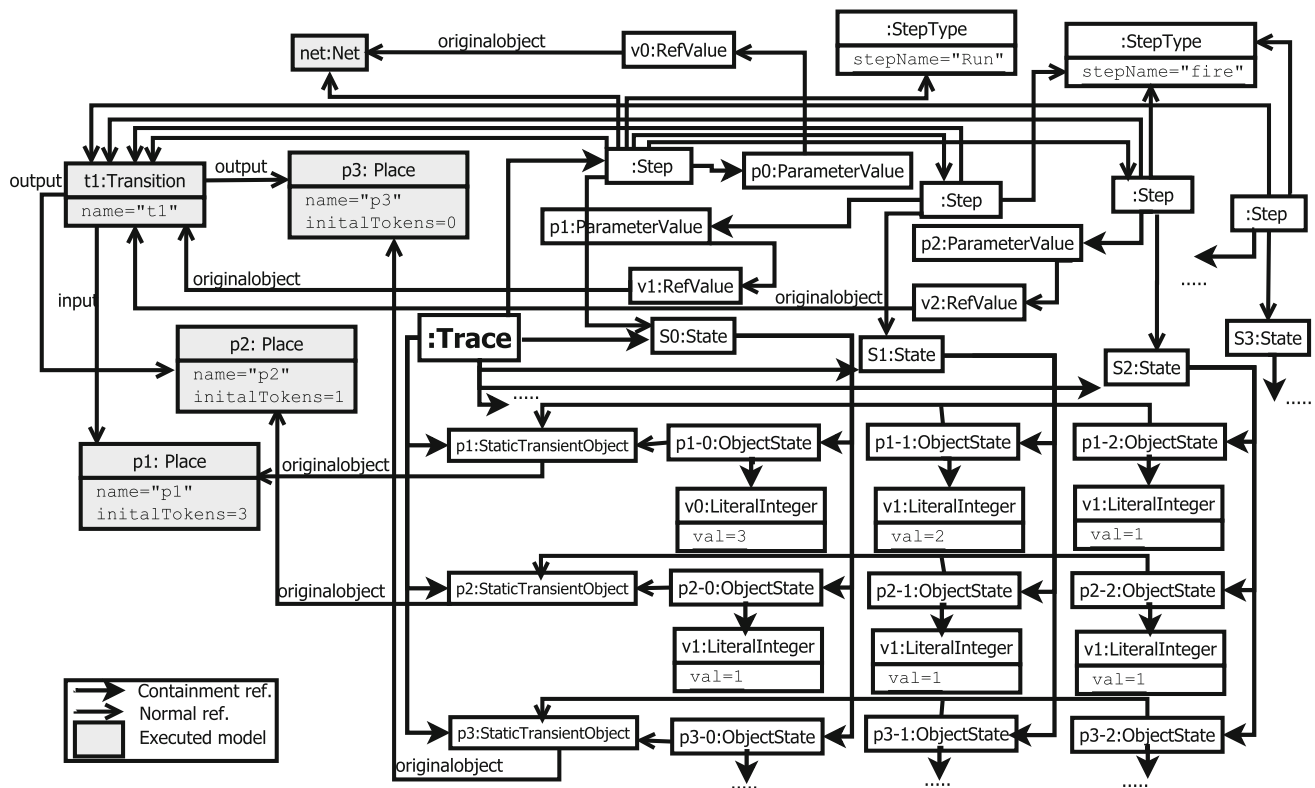 :StepType
stepName="Run"
:StepType
stepName="fire"
net:Net
originalobject
v0:RefValue
output
t1:Transition
name="t1"
output
p3: Place
name="p3"
initalTokens=0
:Step
p0:ParameterValue
:Step
:Step
:Step
p1:ParameterValue
p2:ParameterValue
originalobject
v1:RefValue
originalobject
v2:RefValue
.....
input
:Trace
S0:State
S1:State
S2:State
S3:State
p2: Place
name="p2"
initalTokens=1
.....
.....
p1:StaticTransientObject
p1-0:ObjectState
p1-1:ObjectState
p1-2:ObjectState
p1: Place
name="p1"
initalTokens=3
originalobject
v0:LiteralInteger
val=3
v1:LiteralInteger
val=2
v1:LiteralInteger
val=1
originalobject
p2:StaticTransientObject
p2-0:ObjectState
p2-1:ObjectState
p2-2:ObjectState
v1:LiteralInteger
val=1
v1:LiteralInteger
val=1
v1:LiteralInteger
val=1
p3:StaticTransientObject
p3-0:ObjectState
p3-1:ObjectState
p3-2:ObjectState
originalobject
.....
.....
.....
Containment ref.
Normal ref.
Executed model